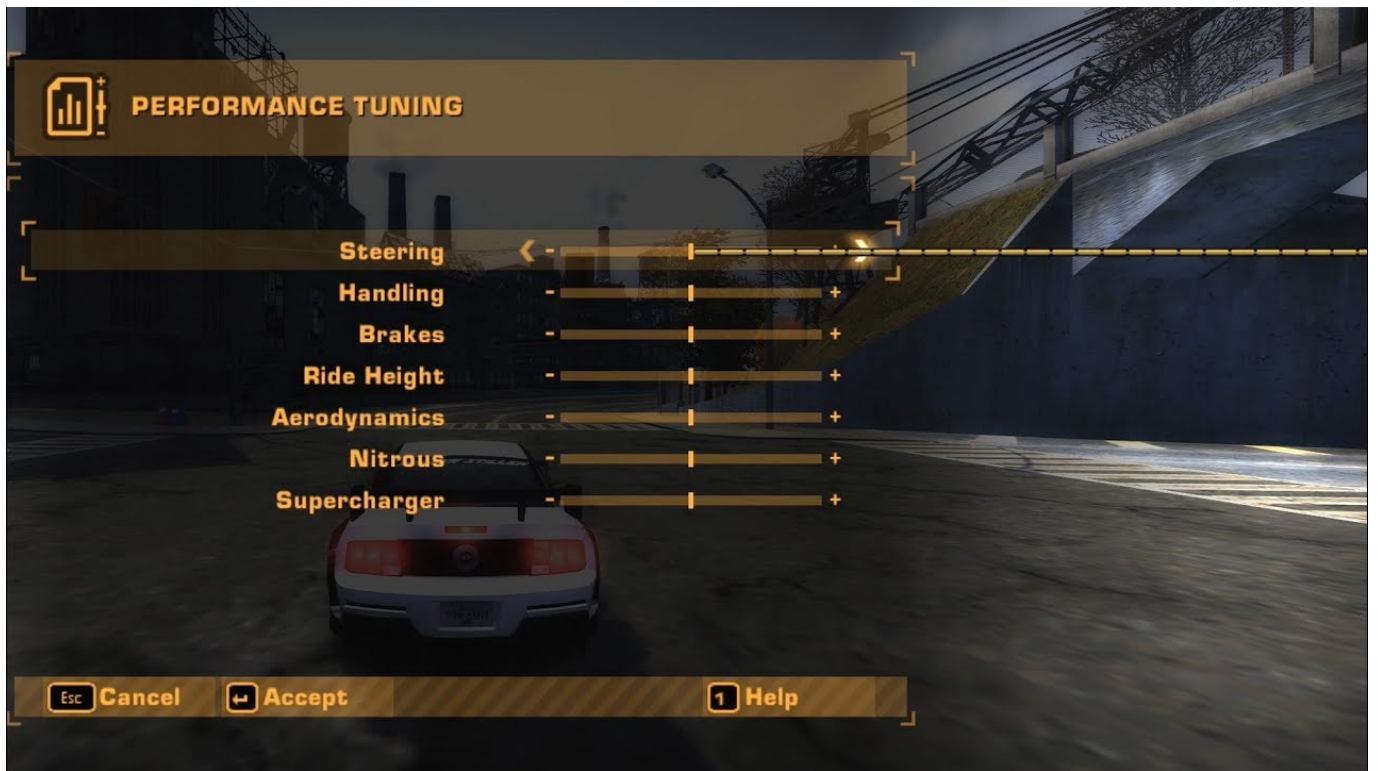 PERFORMANCE TUNING
Steering
Handling
Brakes
Ride Height
Aerodynamics
Nitrous
Supercharger
Esc Cancel
Accept
1 Help